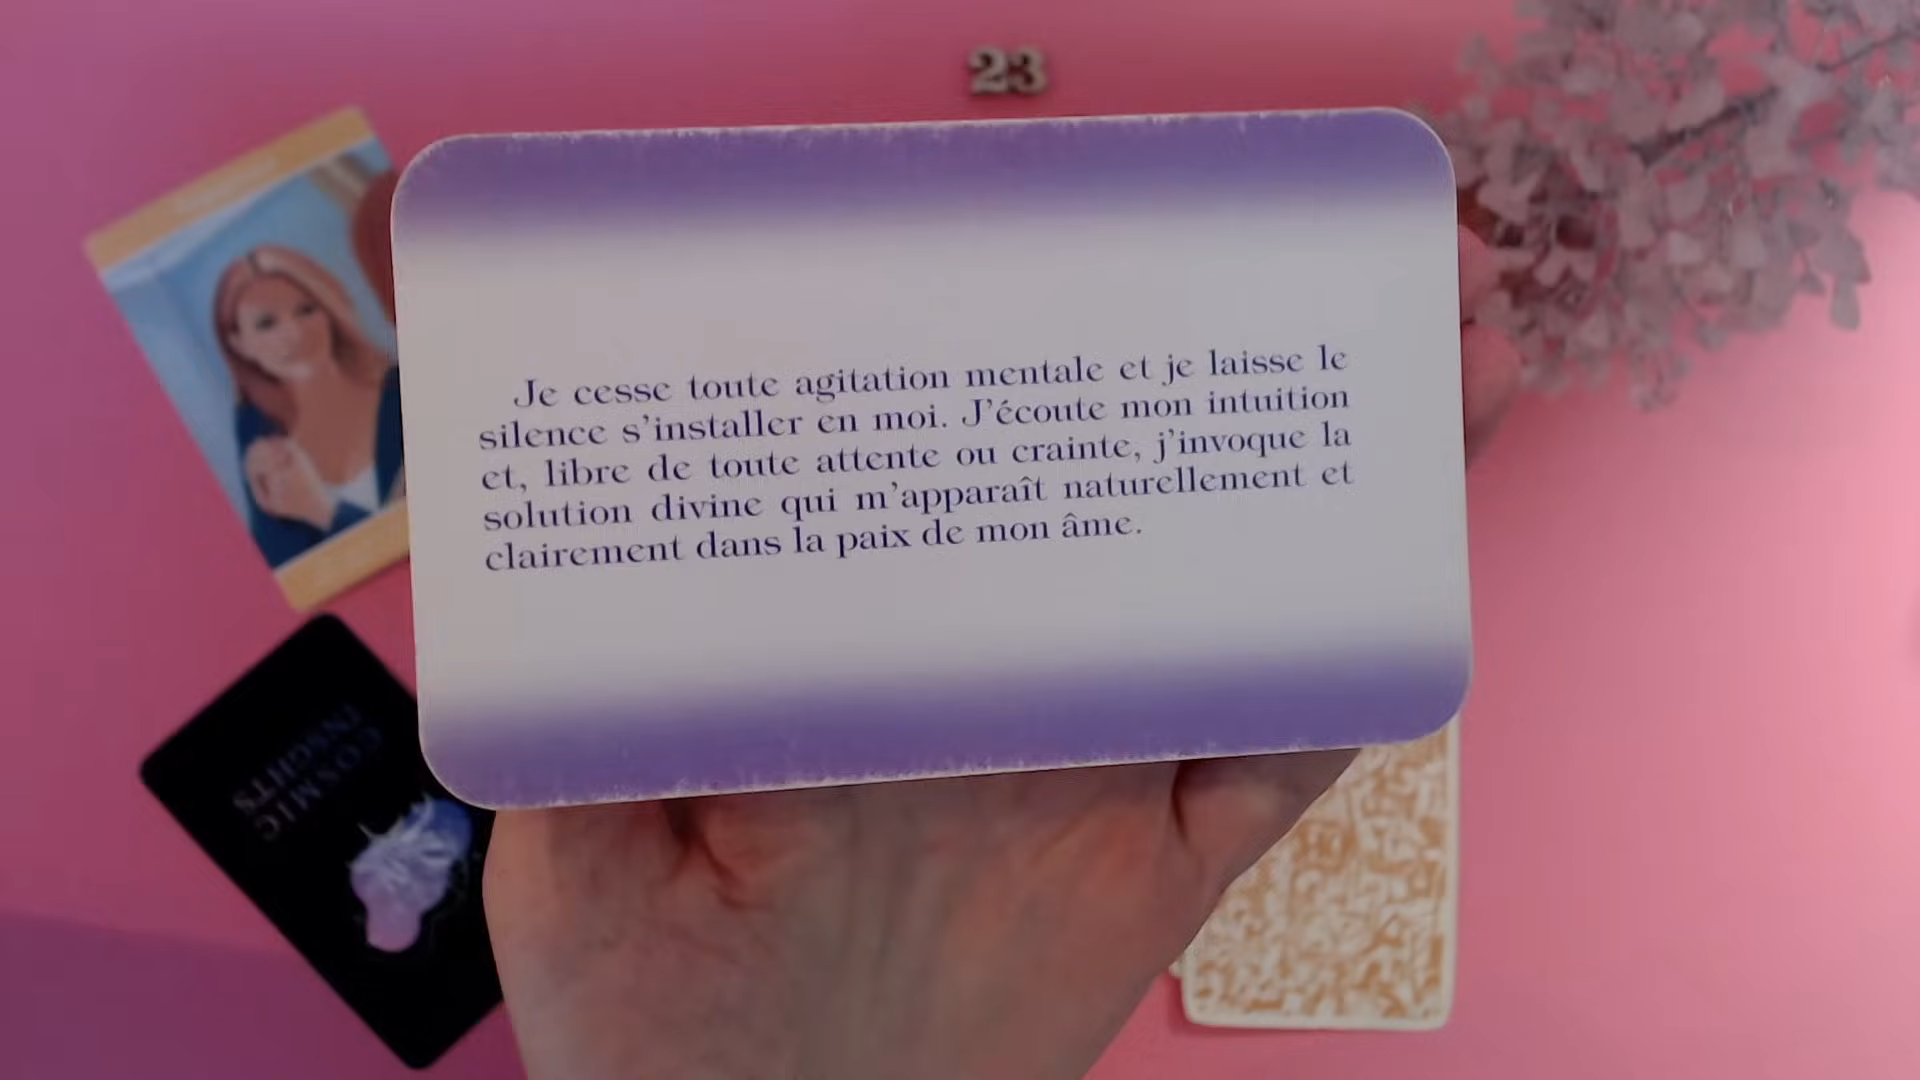 23
Je cesse toute agitation mentale et je laisse le
silence s'installer en moi. J'écoute mon intuition
et, libre de toute attente ou crainte, j'invoque la
solution divine qui m'apparaît naturellement et
clairement dans la paix de mon âme.
COSMIC
INSGHTS